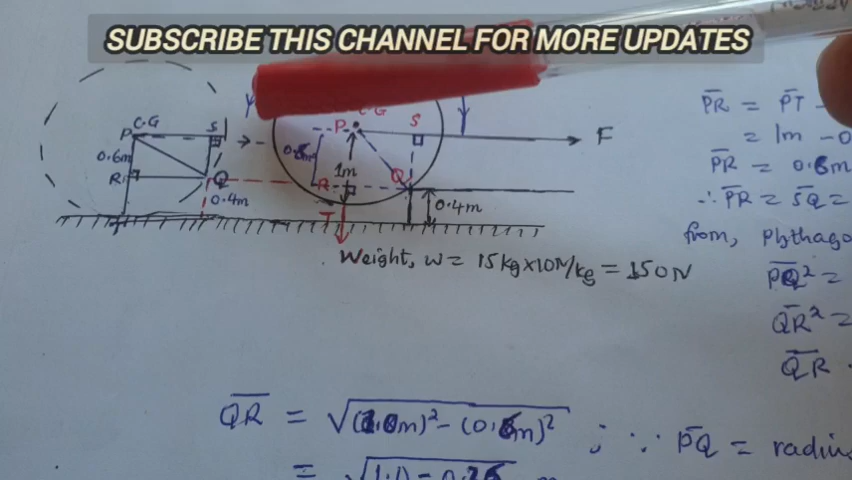 SUBSCRIBE THIS CHANNEL FOR MORE UPDATES
C.G
P
S
0.6m
R
Q
0.4m
C.G
P
S
F
1m
Q
R
0.4m
T
Weight, w = 15kg×10N/kg = 150N
PR = PT -
= 1m - 0
PR = 0.6m
∴ PR = SQ =
from, Phthago
PQ² =
QR² =
QR
QR = √(1.0m)² - (0.6m)² ; ∵ PQ = radiu